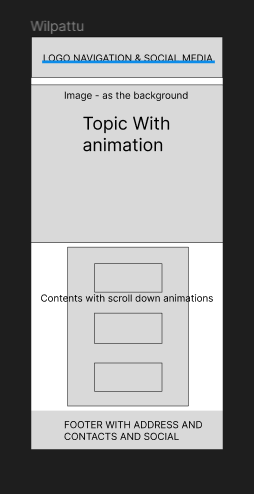 Wilpattu
LOGO NAVIGATION & SOCIAL MEDIA
Image - as the background
Topic With
animation
Contents with scroll down animations
FOOTER WITH ADDRESS AND
CONTACTS AND SOCIAL